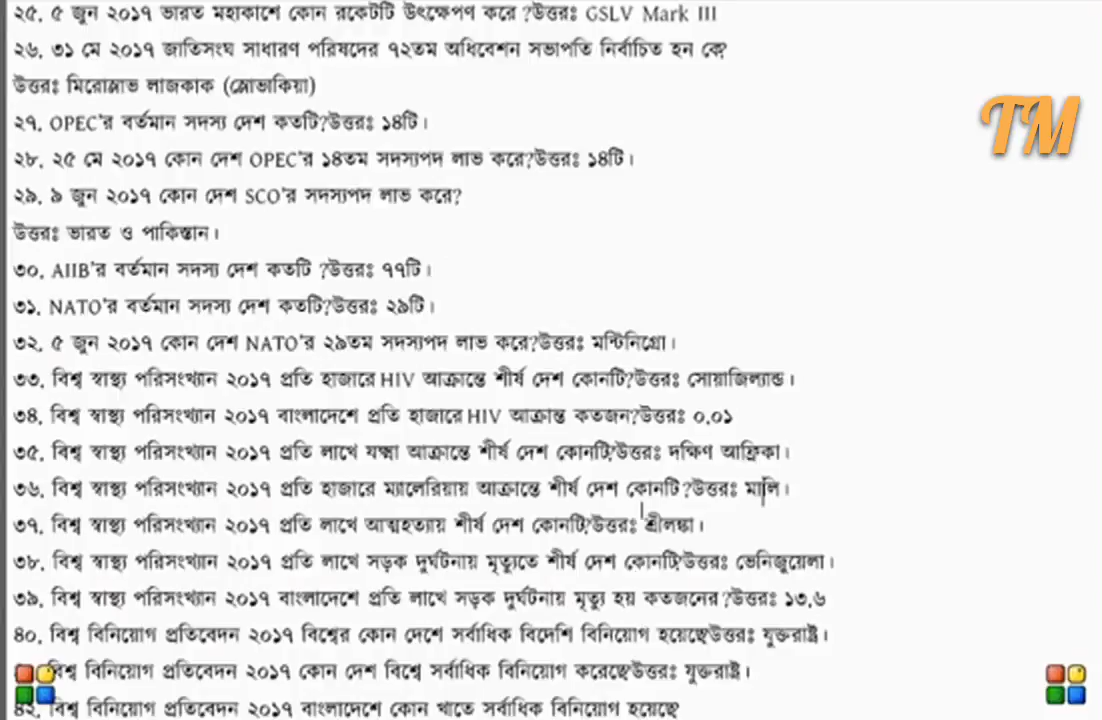 ২৫. ৫ জুন ২০১৭ ভারত মহাকাশে কোন রকেটটি উৎক্ষেপণ করে ?উত্তরঃ GSLV Mark III
২৬. ৩১ মে ২০১৭ জাতিসংঘ সাধারণ পরিষদের ৭২তম অধিবেশন সভাপতি নির্বাচিত হন কে?
উত্তরঃ মিরোস্লাভ লাজকাক (স্লোভাকিয়া)
TM
২৭. OPEC'র বর্তমান সদস্য দেশ কতটি?উত্তরঃ ১৪টি।
২৮. ২৫ মে ২০১৭ কোন দেশ OPEC'র ১৪তম সদস্যপদ লাভ করে?উত্তরঃ ১৪টি।
২৯. ৯ জুন ২০১৭ কোন দেশ SCO'র সদস্যপদ লাভ করে?
উত্তরঃ ভারত ও পাকিস্তান।
৩০. AIIB'র বর্তমান সদস্য দেশ কতটি ?উত্তরঃ ৭৭টি।
৩১. NATO'র বর্তমান সদস্য দেশ কতটি?উত্তরঃ ২৯টি।
৩২. ৫ জুন ২০১৭ কোন দেশ NATO'র ২৯তম সদস্যপদ লাভ করে?উত্তরঃ মন্টিনিগ্রো।
৩৩. বিশ্ব স্বাস্থ্য পরিসংখ্যান ২০১৭ প্রতি হাজারে HIV আক্রান্তে শীর্ষ দেশ কোনটি?উত্তরঃ সোয়াজিল্যান্ড।
৩৪. বিশ্ব স্বাস্থ্য পরিসংখ্যান ২০১৭ বাংলাদেশে প্রতি হাজারে HIV আক্রান্ত কতজন?উত্তরঃ ০.০১
৩৫. বিশ্ব স্বাস্থ্য পরিসংখ্যান ২০১৭ প্রতি লাখে যক্ষ্মা আক্রান্তে শীর্ষ দেশ কোনটি?উত্তরঃ দক্ষিণ আফ্রিকা।
৩৬. বিশ্ব স্বাস্থ্য পরিসংখ্যান ২০১৭ প্রতি হাজারে ম্যালেরিয়ায় আক্রান্তে শীর্ষ দেশ কোনটি ?উত্তরঃ মালি।
৩৭. বিশ্ব স্বাস্থ্য পরিসংখ্যান ২০১৭ প্রতি লাখে আত্মহত্যায় শীর্ষ দেশ কোনটি?উত্তরঃ শ্রীলঙ্কা।
৩৮. বিশ্ব স্বাস্থ্য পরিসংখ্যান ২০১৭ প্রতি লাখে সড়ক দুর্ঘটনায় মৃত্যুতে শীর্ষ দেশ কোনটি?উত্তরঃ ভেনিজুয়েলা।
৩৯. বিশ্ব স্বাস্থ্য পরিসংখ্যান ২০১৭ বাংলাদেশে প্রতি লাখে সড়ক দুর্ঘটনায় মৃত্যু হয় কতজনের ?উত্তরঃ ১৩.৬
৪০. বিশ্ব বিনিয়োগ প্রতিবেদন ২০১৭ বিশ্বের কোন দেশে সর্বাধিক বিদেশি বিনিয়োগ হয়েছে?উত্তরঃ যুক্তরাষ্ট্র।
বিশ্ব বিনিয়োগ প্রতিবেদন ২০১৭ কোন দেশ বিশ্বে সর্বাধিক বিনিয়োগ করেছে?উত্তরঃ যুক্তরাষ্ট্র।
৪২. বিশ্ব বিনিয়োগ প্রতিবেদন ২০১৭ বাংলাদেশে কোন খাতে সর্বাধিক বিনিয়োগ হয়েছে?